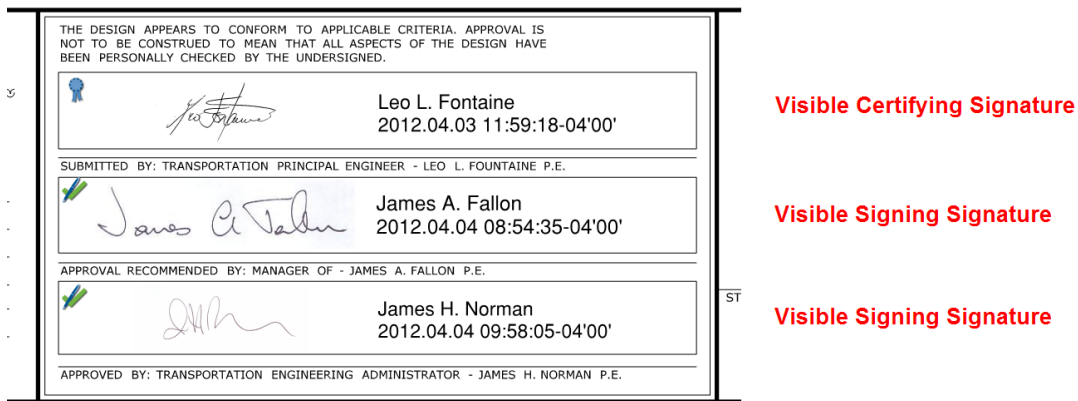 THE DESIGN APPEARS TO CONFORM TO APPLICABLE CRITERIA. APPROVAL IS
NOT TO BE CONSTRUED TO MEAN THAT ALL ASPECTS OF THE DESIGN HAVE
BEEN PERSONALLY CHECKED BY THE UNDERSIGNED.
Leo Fontaine
Leo L. Fontaine
2012.04.03 11:59:18-04'00'
Visible Certifying Signature
SUBMITTED BY: TRANSPORTATION PRINCIPAL ENGINEER - LEO L. FOUNTAINE P.E.
James A Fallon
James A. Fallon
2012.04.04 08:54:35-04'00'
Visible Signing Signature
APPROVAL RECOMMENDED BY: MANAGER OF - JAMES A. FALLON P.E.
James H. Norman
2012.04.04 09:58:05-04'00'
Visible Signing Signature
ST
APPROVED BY: TRANSPORTATION ENGINEERING ADMINISTRATOR - JAMES H. NORMAN P.E.